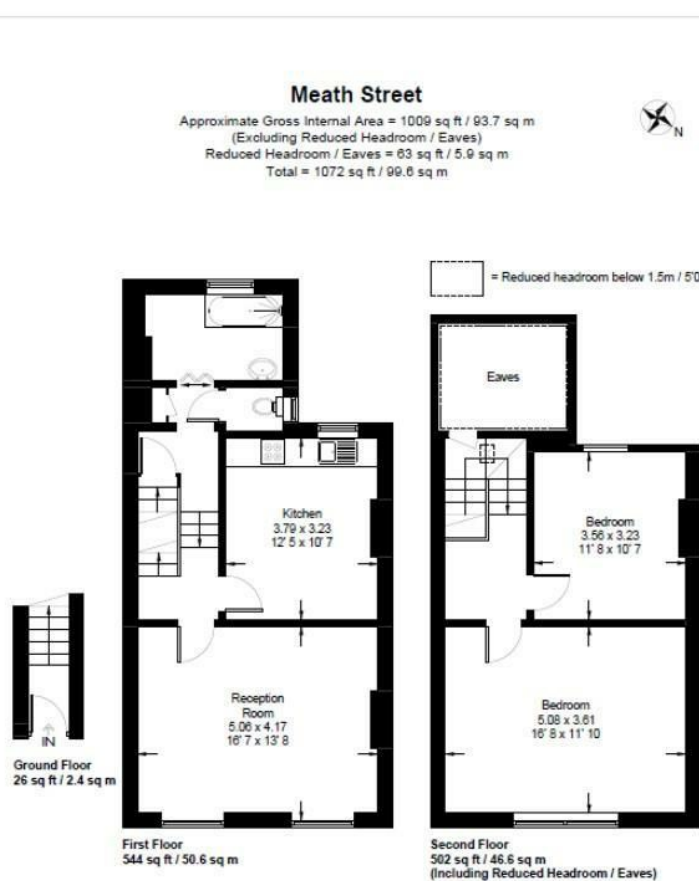 Meath Street
Approximate Gross Internal Area = 1009 sq ft / 93.7 sq m
(Excluding Reduced Headroom / Eaves)
Reduced Headroom / Eaves = 63 sq ft / 5.9 sq m
Total = 1072 sq ft / 99.6 sq m
N
= Reduced headroom below 1.5m / 5'0
Eaves
Kitchen
3.79 x 3.23
12' 5 x 10' 7
Bedroom
3.56 x 3.23
11' 8 x 10' 7
Reception
Room
5.06 x 4.17
16' 7 x 13' 8
Bedroom
5.08 x 3.61
16' 8 x 11' 10
IN
Ground Floor
26 sq ft / 2.4 sq m
First Floor
544 sq ft / 50.6 sq m
Second Floor
502 sq ft / 46.6 sq m
(Including Reduced Headroom / Eaves)